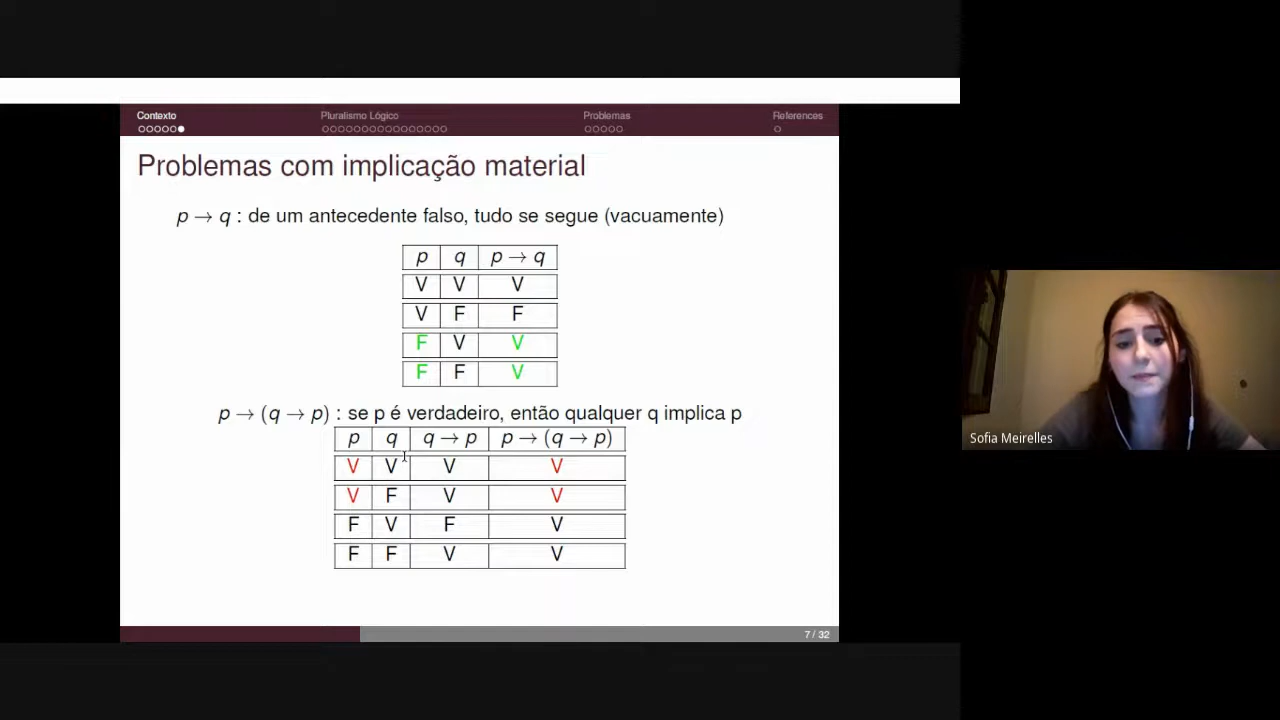 Contexto Pluralismo Lógico Problemas References
Problemas com implicação material
p → q : de um antecedente falso, tudo se segue (vacuamente)
p q p → q
V V V
V F F
F V V
F F V
p → (q → p) : se p é verdadeiro, então qualquer q implica p
p q q → p p → (q → p)
V V V V
V F V V
F V F V
F F V V
7 / 32
Sofia Meirelles